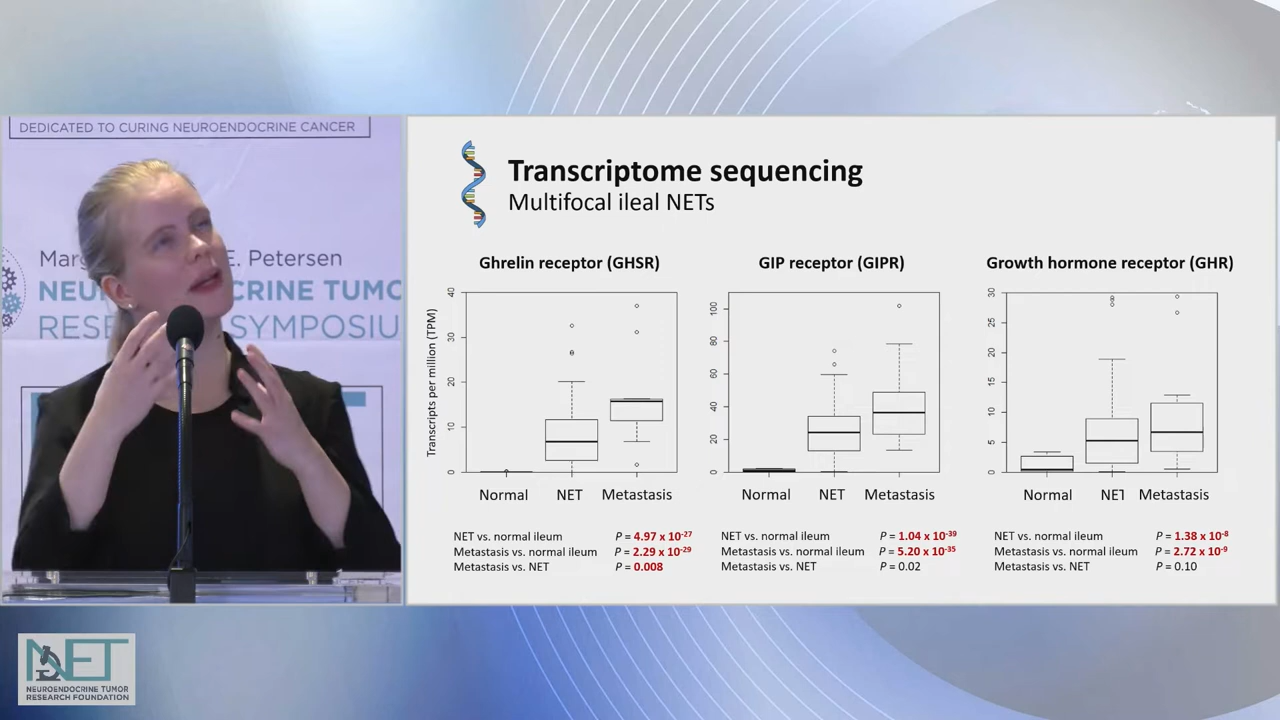 DEDICATED TO CURING NEUROENDOCRINE CANCER
E. Petersen
CRINE TUMO
SYMPOSIU
NET
NEUROENDOCRINE TUMOR
RESEARCH FOUNDATION
Transcriptome sequencing
Multifocal ileal NETs
Ghrelin receptor (GHSR)
Transcripts per million (TPM)
40
30
20
10
0
Normal NET Metastasis
NET vs. normal ileum P = 4.97 x 10⁻²⁷
Metastasis vs. normal ileum P = 2.29 x 10⁻²⁹
Metastasis vs. NET P = 0.008
GIP receptor (GIPR)
100
80
60
40
20
0
Normal NET Metastasis
NET vs. normal ileum P = 1.04 x 10⁻³⁹
Metastasis vs. normal ileum P = 5.20 x 10⁻³⁵
Metastasis vs. NET P = 0.02
Growth hormone receptor (GHR)
30
25
20
15
10
5
0
Normal NET Metastasis
NET vs. normal ileum P = 1.38 x 10⁻⁸
Metastasis vs. normal ileum P = 2.72 x 10⁻⁹
Metastasis vs. NET P = 0.10